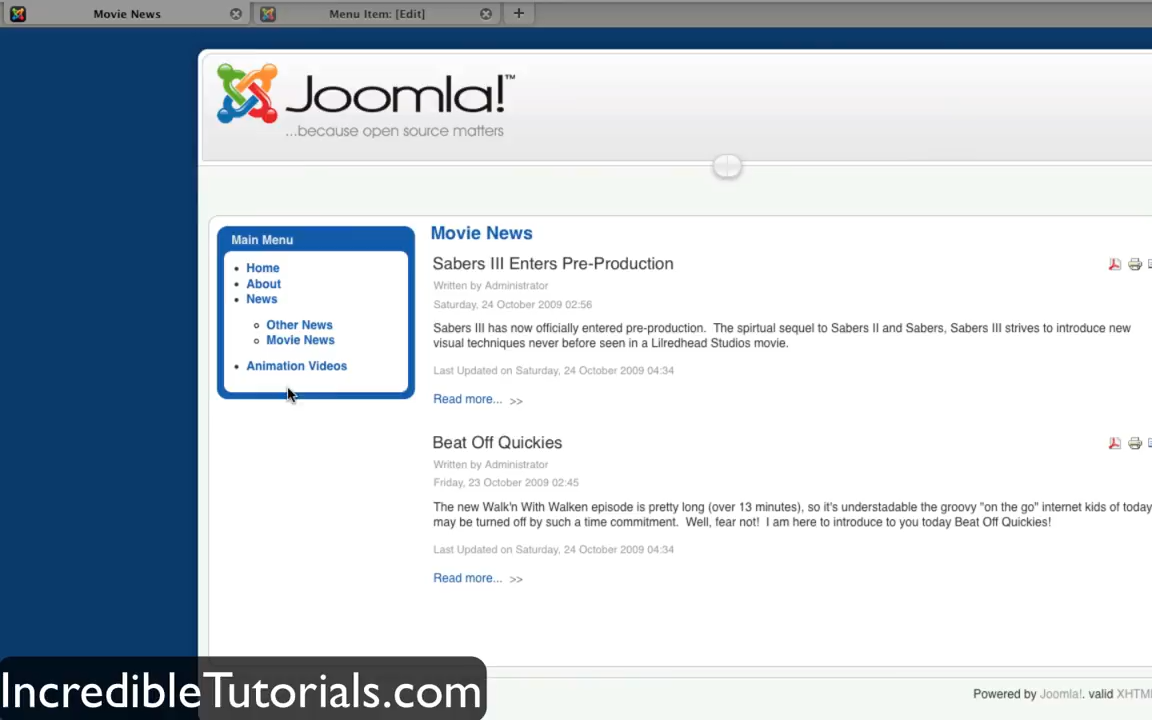 Movie News
Menu Item: [Edit]
Joomla!™
...because open source matters
Main Menu
Home
About
News
Other News
Movie News
Animation Videos
Movie News
Sabers III Enters Pre-Production
Written by Administrator
Saturday, 24 October 2009 02:56
Sabers III has now officially entered pre-production. The spirtual sequel to Sabers II and Sabers, Sabers III strives to introduce new
visual techniques never before seen in a Lilredhead Studios movie.
Last Updated on Saturday, 24 October 2009 04:34
Read more... >>
Beat Off Quickies
Written by Administrator
Friday, 23 October 2009 02:45
The new Walk'n With Walken episode is pretty long (over 13 minutes), so it's understadable the groovy "on the go" internet kids of today
may be turned off by such a time commitment. Well, fear not! I am here to introduce to you today Beat Off Quickies!
Last Updated on Saturday, 24 October 2009 04:34
Read more... >>
IncredibleTutorials.com
Powered by Joomla!. valid XHTM